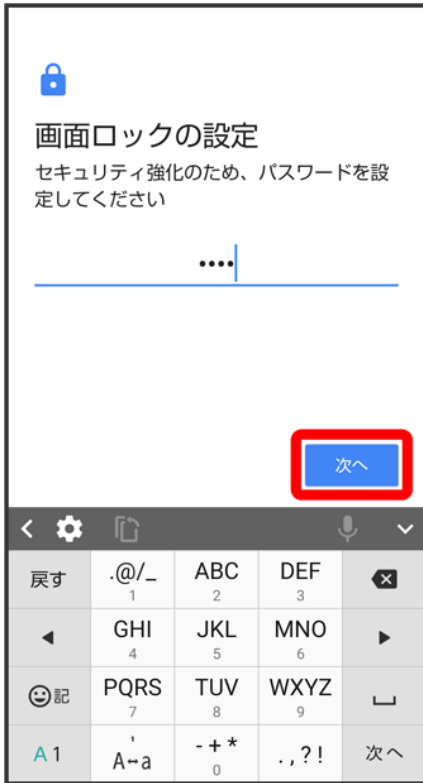 画面ロックの設定
セキュリティ強化のため、パスワードを設
定してください
••••
次へ
戻す .@/_ ABC DEF
1 2 3
GHI JKL MNO
4 5 6
記 PQRS TUV WXYZ
7 8 9
A1 ' - + * . , ? !
A↔a 0 次へ